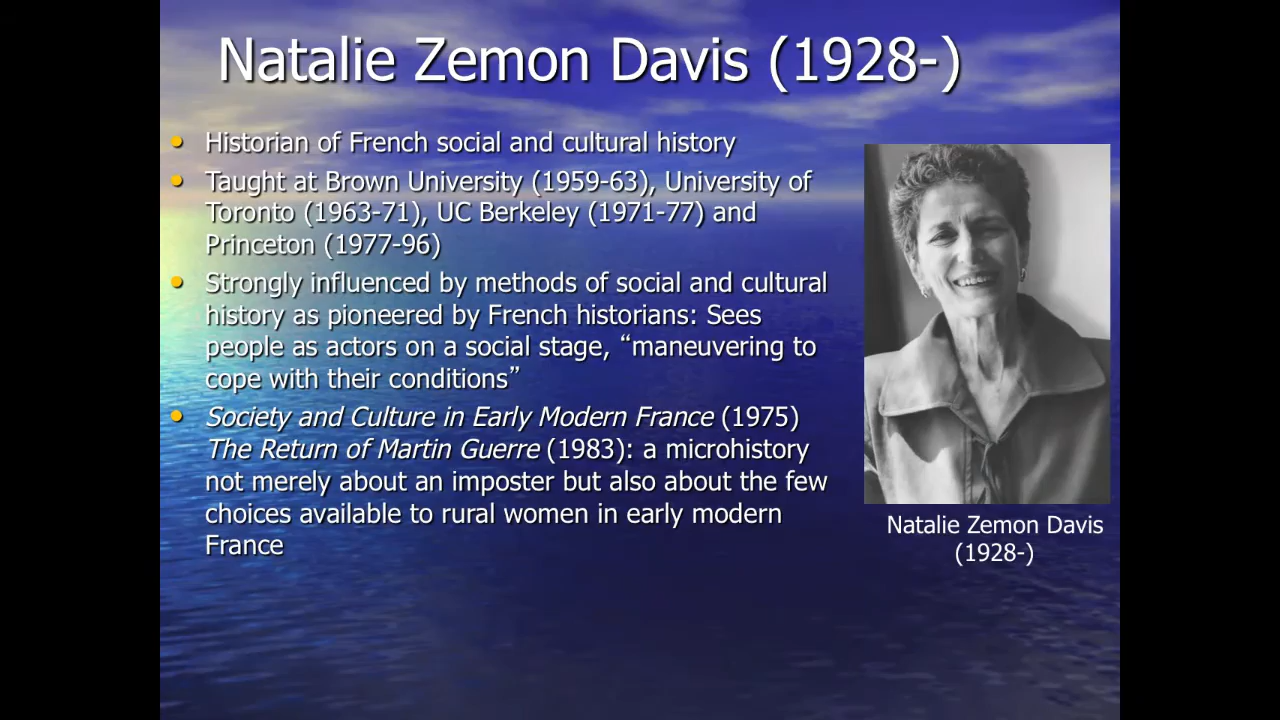 Natalie Zemon Davis (1928-)
• Historian of French social and cultural history
• Taught at Brown University (1959-63), University of
Toronto (1963-71), UC Berkeley (1971-77) and
Princeton (1977-96)
• Strongly influenced by methods of social and cultural
history as pioneered by French historians: Sees
people as actors on a social stage, “maneuvering to
cope with their conditions”
• Society and Culture in Early Modern France (1975)
The Return of Martin Guerre (1983): a microhistory
not merely about an imposter but also about the few
choices available to rural women in early modern
France
Natalie Zemon Davis
(1928-)